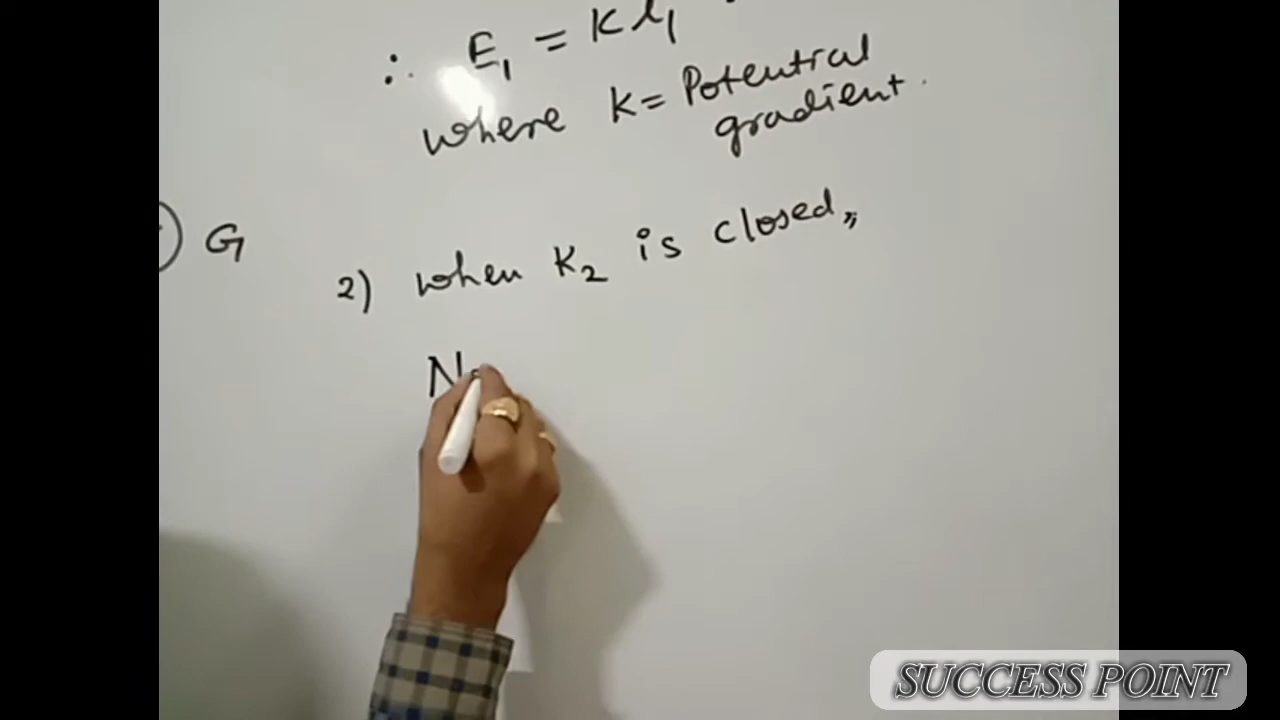 ∴ E₁ = Kl₁
where K = Potential
gradient.
G
2) when K₂ is closed,
N
SUCCESS POINT